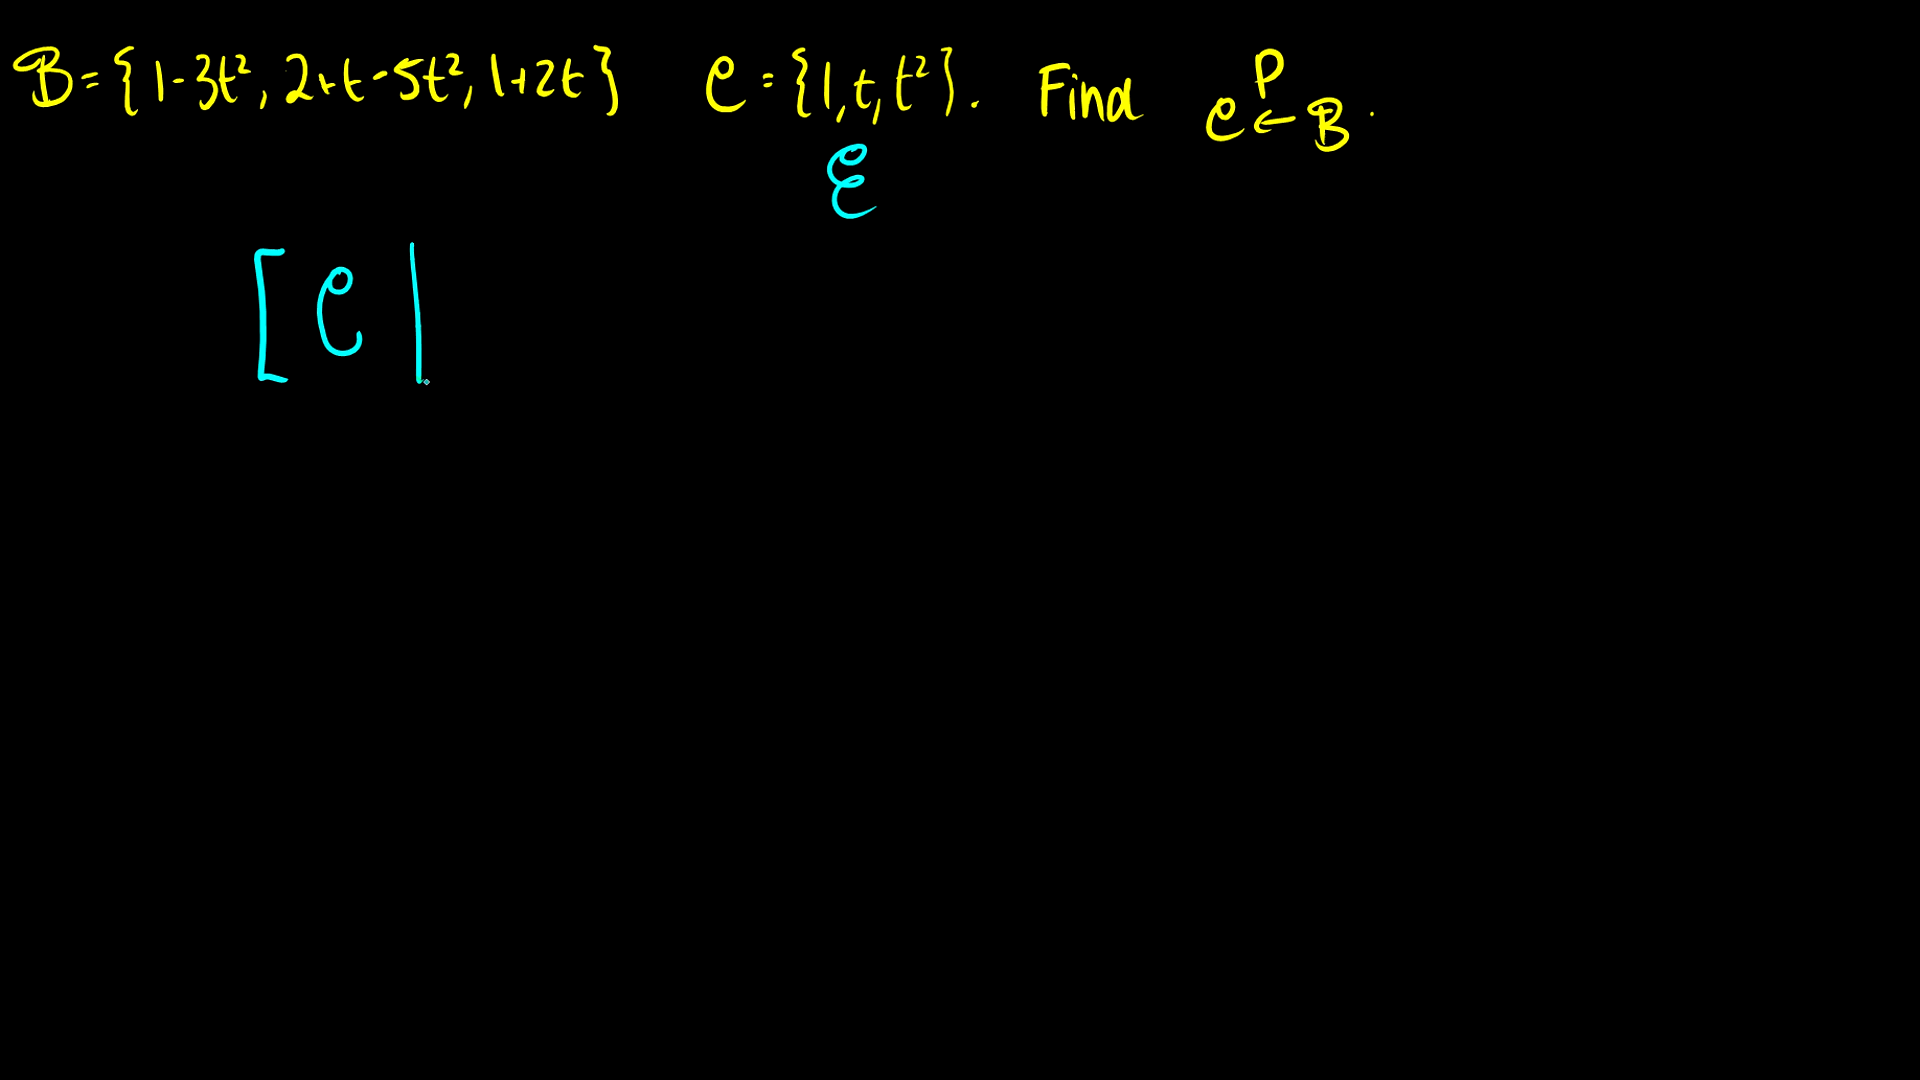 ℬ = {1-3t², 2+t-5t², 1+2t} 𝒞 = {1, t, t²}. Find P 𝒞←ℬ.
ℰ
[ 𝒞 |